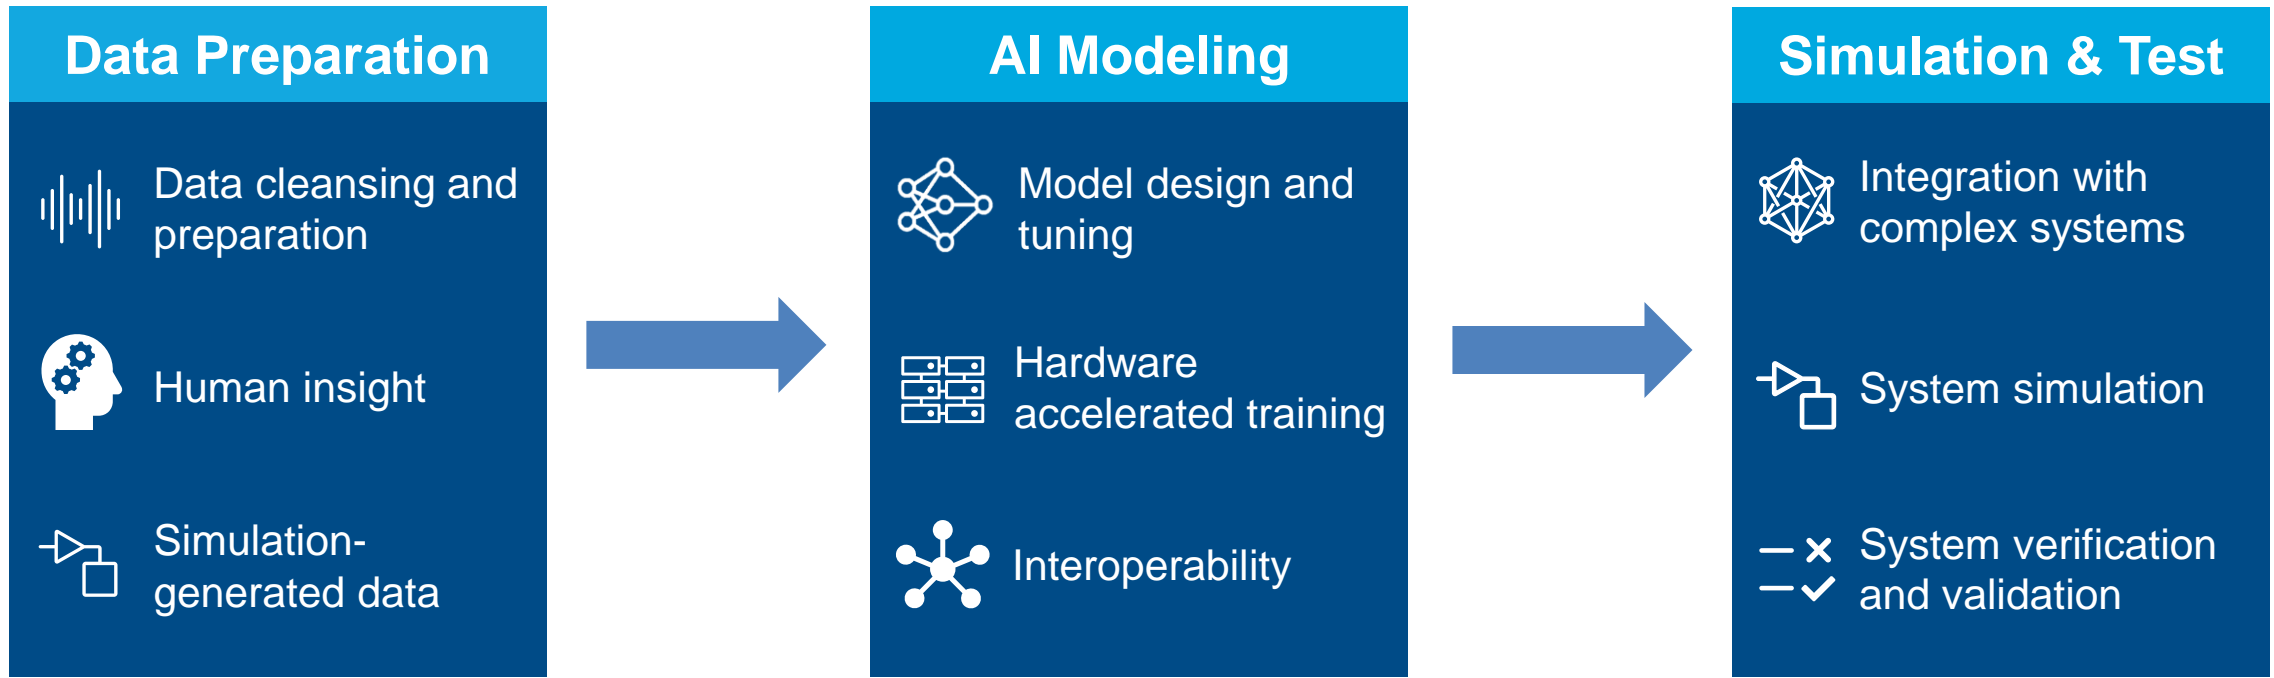 Data Preparation
Data cleansing and
preparation
Human insight
Simulation-
generated data
AI Modeling
Model design and
tuning
Hardware
accelerated training
Interoperability
Simulation & Test
Integration with
complex systems
System simulation
System verification
and validation